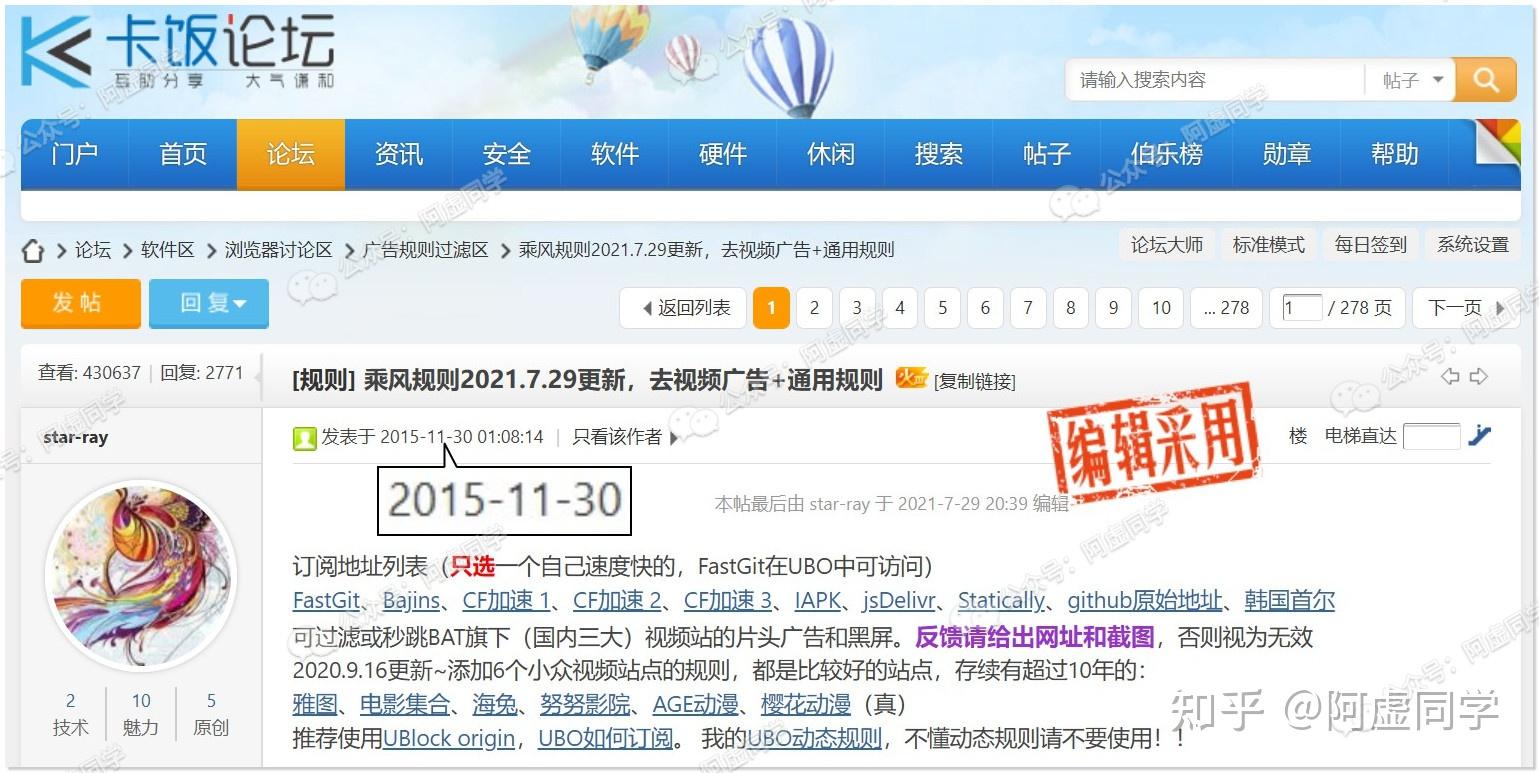 卡饭论坛
互助分享 大气谦和
请输入搜索内容 帖子
门户 首页 论坛 资讯 安全 软件 硬件 休闲 搜索 帖子 伯乐榜 勋章 帮助
论坛 软件区 浏览器讨论区 广告规则过滤区 乘风规则2021.7.29更新，去视频广告+通用规则
论坛大师 标准模式 每日签到 系统设置
发帖 回复
返回列表 1 2 3 4 5 6 7 8 9 10 ... 278 1 / 278 页 下一页
查看: 430637 | 回复: 2771
[规则] 乘风规则2021.7.29更新，去视频广告+通用规则 火 [复制链接]
star-ray
发表于 2015-11-30 01:08:14 | 只看该作者
楼 电梯直达
编辑采用
2015-11-30
本帖最后由 star-ray 于 2021-7-29 20:39 编辑
订阅地址列表（只选一个自己速度快的，FastGit在UBO中可访问）
FastGit、Bajins、CF加速 1、CF加速 2、CF加速 3、IAPK、jsDelivr、Statically、github原始地址、韩国首尔
可过滤或秒跳BAT旗下（国内三大）视频站的片头广告和黑屏。反馈请给出网址和截图，否则视为无效
2020.9.16更新~添加6个小众视频站点的规则，都是比较好的站点，存续有超过10年的：
雅图、电影集合、海兔、努努影院、AGE动漫、樱花动漫（真）
推荐使用UBlock origin，UBO如何订阅。 我的UBO动态规则，不懂动态规则请不要使用！！
2 10 5
技术 魅力 原创
知乎 @阿虚同学
公众号：阿虚同学